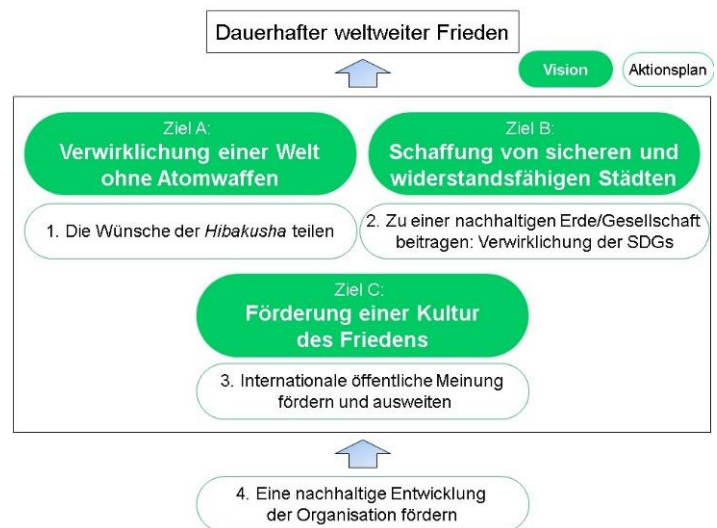 Dauerhafter weltweiter Frieden
Vision
Aktionsplan
Ziel A:
Verwirklichung einer Welt
ohne Atomwaffen
Ziel B:
Schaffung von sicheren und
widerstandsfähigen Städten
1. Die Wünsche der Hibakusha teilen
2. Zu einer nachhaltigen Erde/Gesellschaft
beitragen: Verwirklichung der SDGs
Ziel C:
Förderung einer Kultur
des Friedens
3. Internationale öffentliche Meinung
fördern und ausweiten
4. Eine nachhaltige Entwicklung
der Organisation fördern